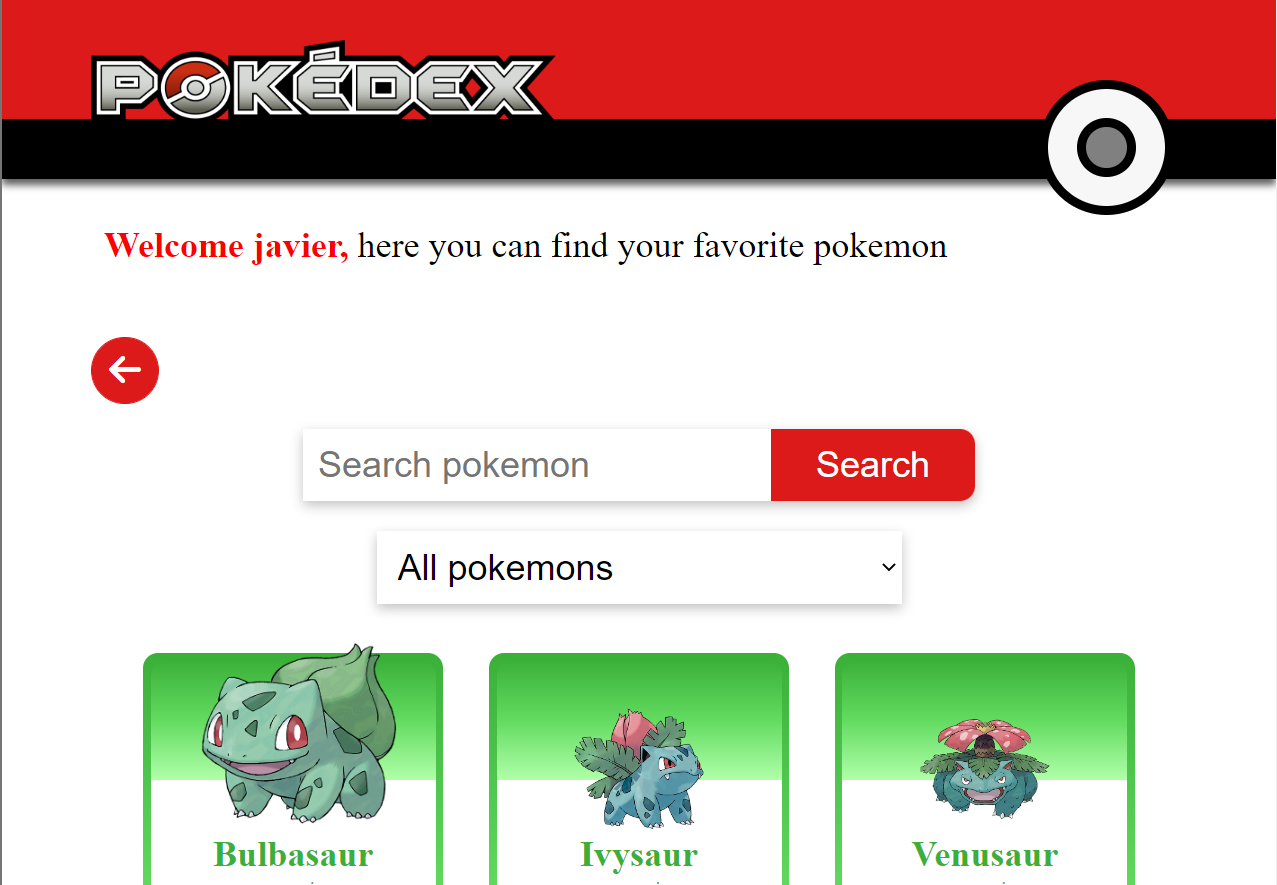 POKÉDEX
Welcome javier, here you can find your favorite pokemon
Search pokemon
Search
All pokemons
Bulbasaur
Ivysaur
Venusaur